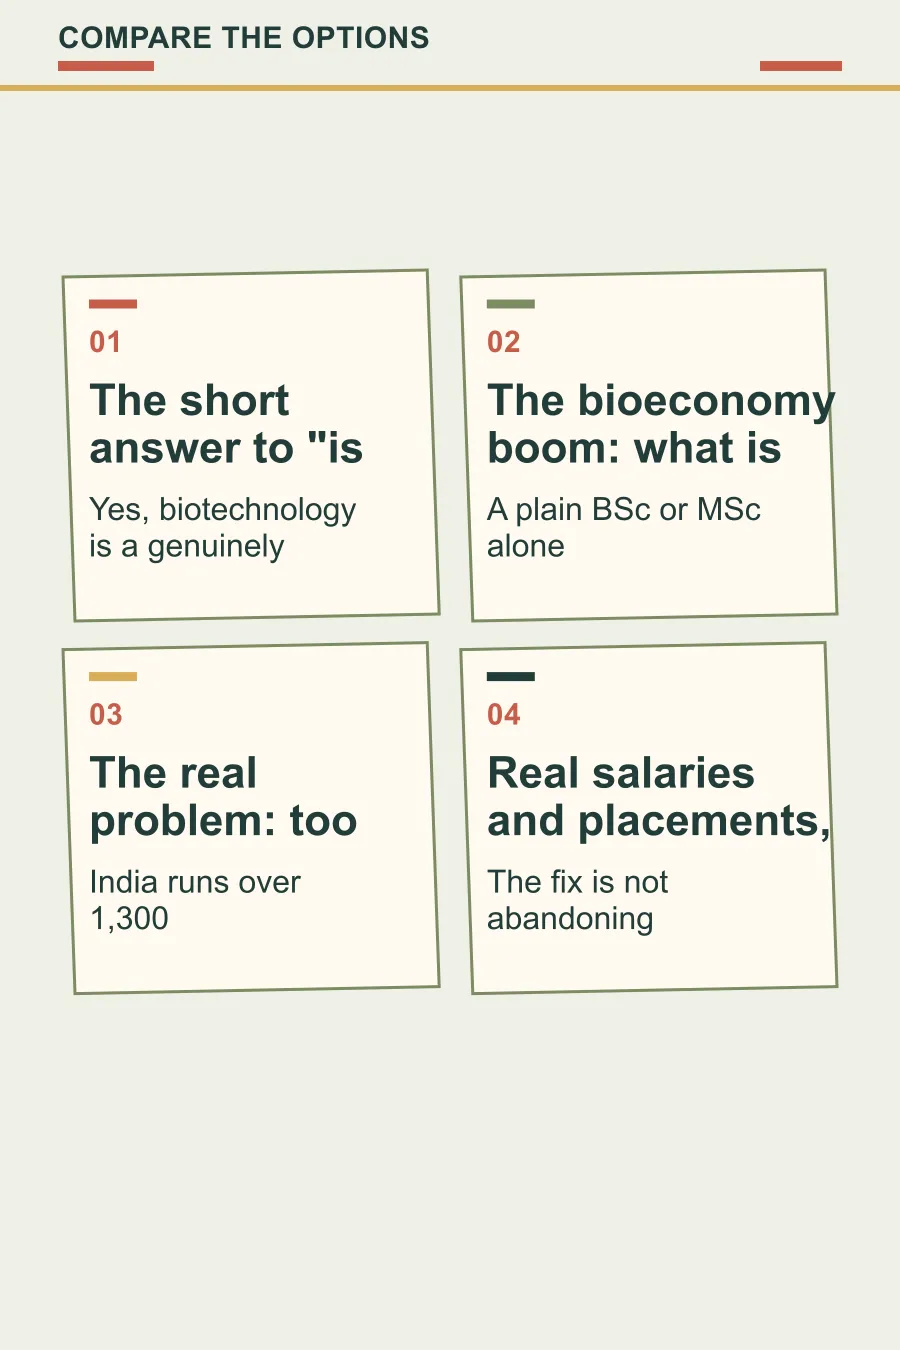 COMPARE THE OPTIONS
01
The short
answer to "is
Yes, biotechnology
is a genuinely
02
The bioeconomy
boom: what is
A plain BSc or MSc
alone
03
The real
problem: too
India runs over
1,300
04
Real salaries
and placements,
The fix is not
abandoning